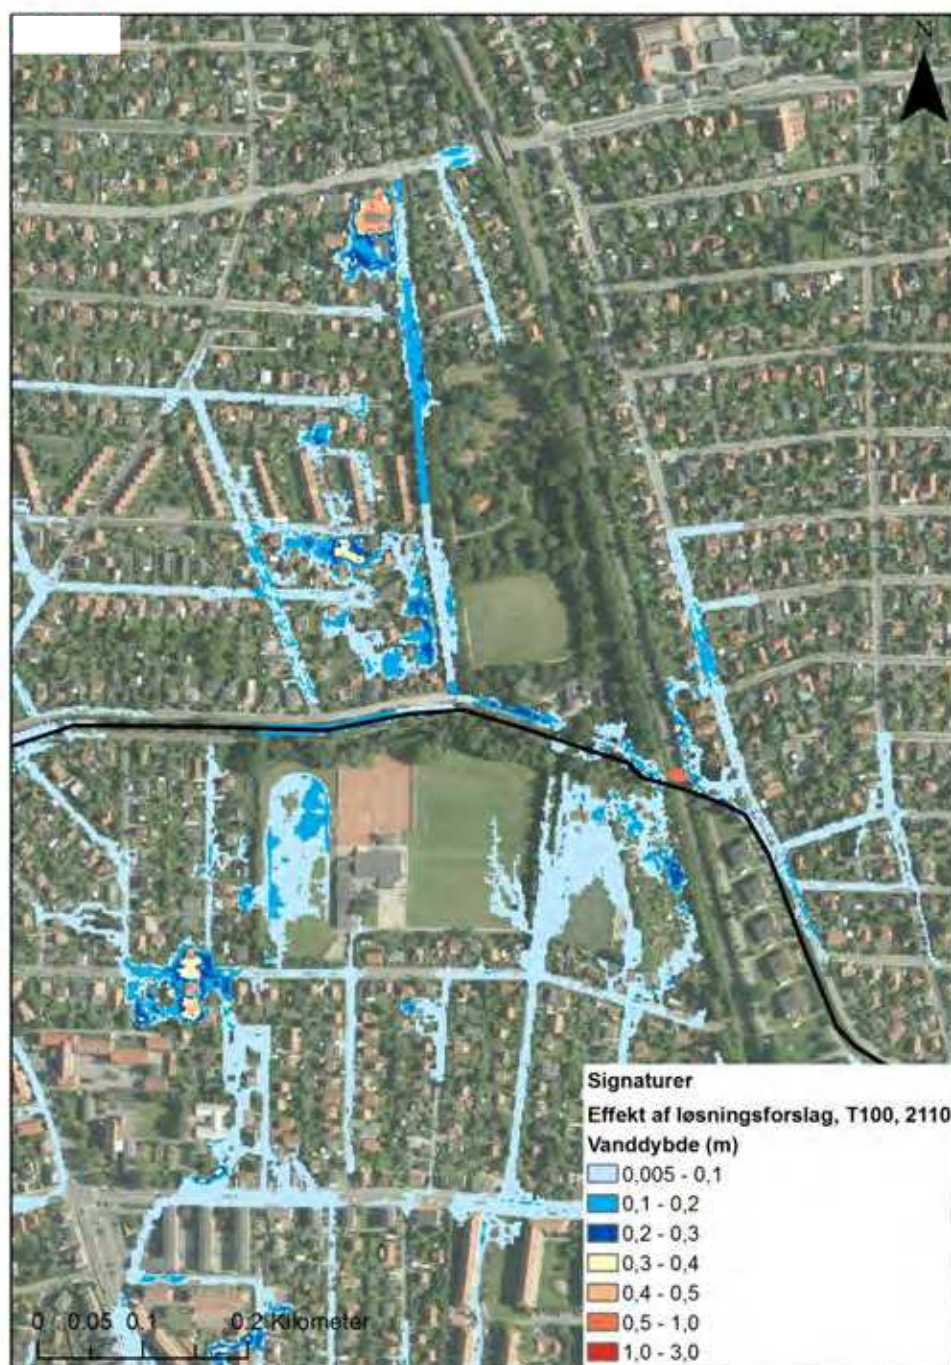 N
Signaturer
Effekt af løsningsforslag, T100, 2110
Vanddybde (m)
0,005 - 0,1
0,1 - 0,2
0,2 - 0,3
0,3 - 0,4
0,4 - 0,5
0,5 - 1,0
1,0 - 3,0
0 0.05 0.1 0.2 Kilometer